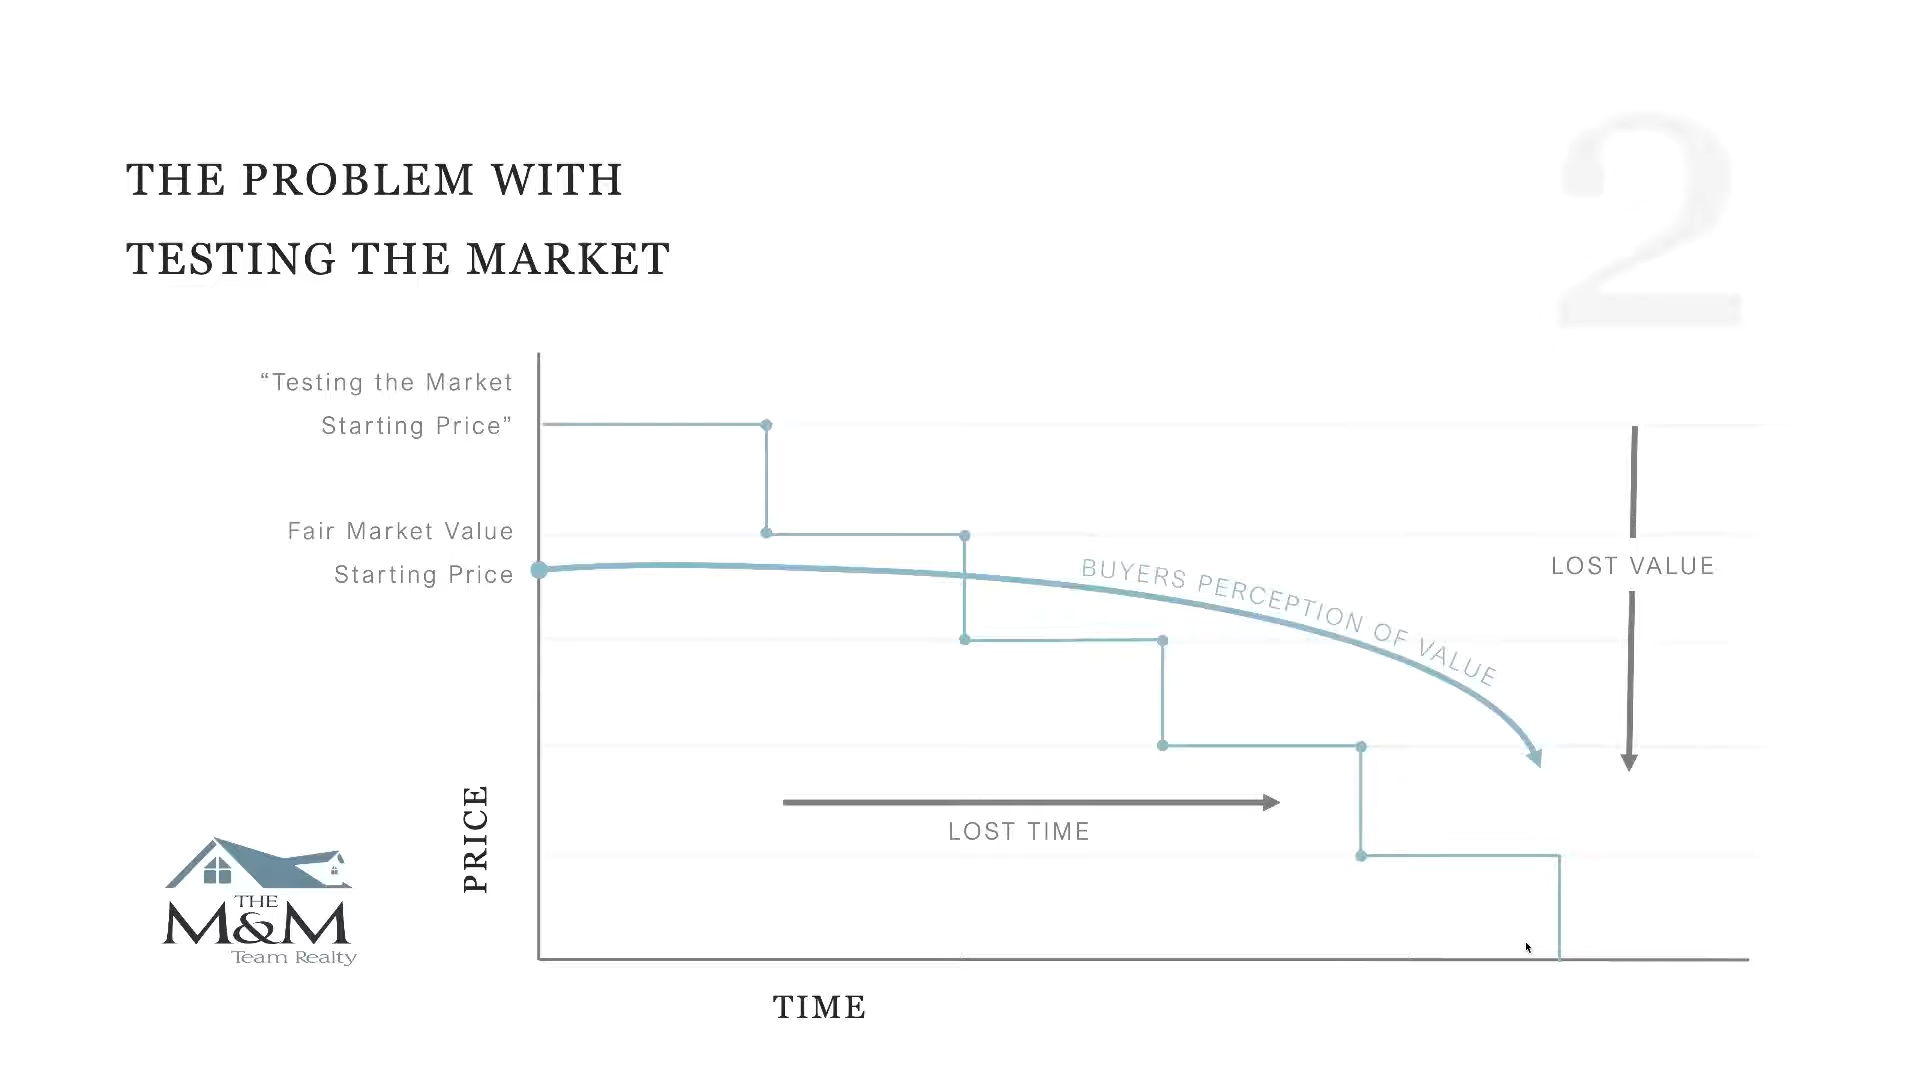 2
THE PROBLEM WITH
TESTING THE MARKET
“Testing the Market
Starting Price”
Fair Market Value
Starting Price
BUYERS PERCEPTION OF VALUE
LOST VALUE
LOST TIME
PRICE
TIME
THE
M&M
Team Realty